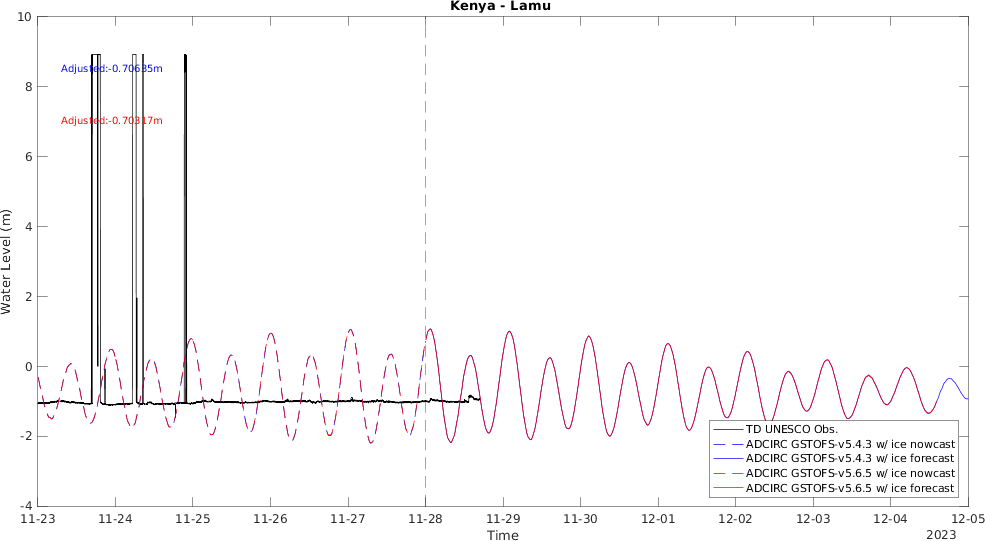 Kenya - Lamu
10
8
6
4
2
0
-2
-4
Water Level (m)
Adjusted:-0.70635m
Adjusted:-0.70317m
TD UNESCO Obs.
ADCIRC GSTOFS-v5.4.3 w/ ice nowcast
ADCIRC GSTOFS-v5.4.3 w/ ice forecast
ADCIRC GSTOFS-v5.6.5 w/ ice nowcast
ADCIRC GSTOFS-v5.6.5 w/ ice forecast
11-23 11-24 11-25 11-26 11-27 11-28 11-29 11-30 12-01 12-02 12-03 12-04 12-05
Time
2023